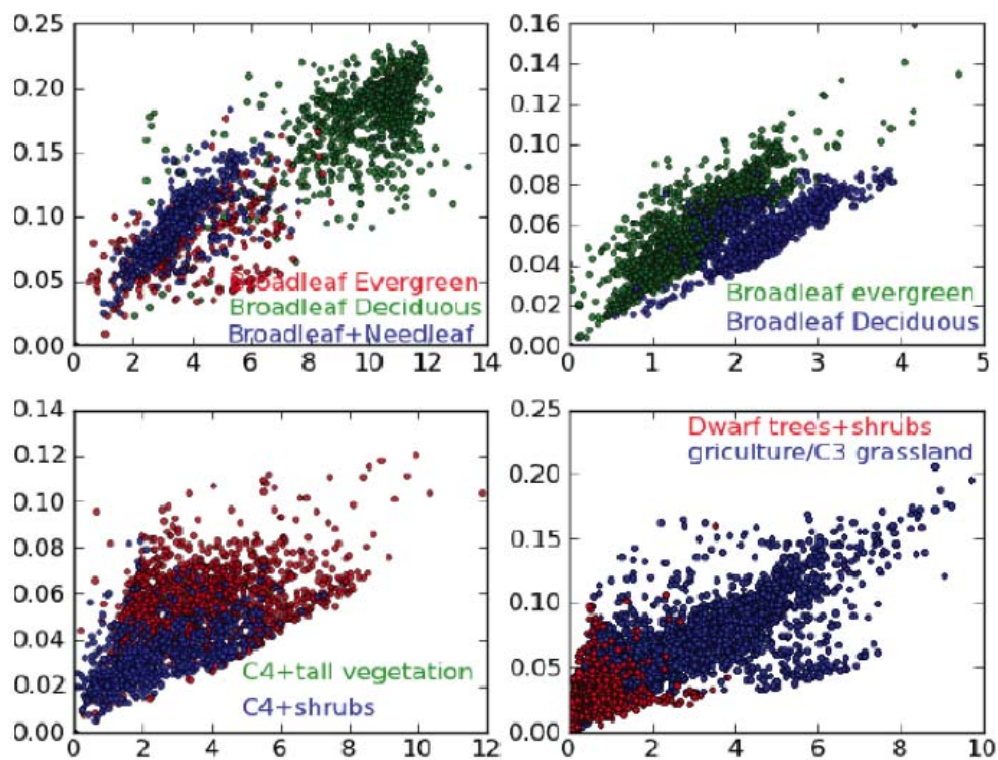 0.25
0.20
0.15
0.10
0.05
0.00
0 2 4 6 8 10 12 14
Broadleaf Evergreen
Broadleaf Deciduous
Broadleaf+Needleaf
0.16
0.14
0.12
0.10
0.08
0.06
0.04
0.02
0.00
0 1 2 3 4 5
Broadleaf evergreen
Broadleaf Deciduous
0.14
0.12
0.10
0.08
0.06
0.04
0.02
0.00
0 2 4 6 8 10 12
C4+tall vegetation
C4+shrubs
0.25
0.20
0.15
0.10
0.05
0.00
0 2 4 6 8 10
Dwarf trees+shrubs
griculture/C3 grassland